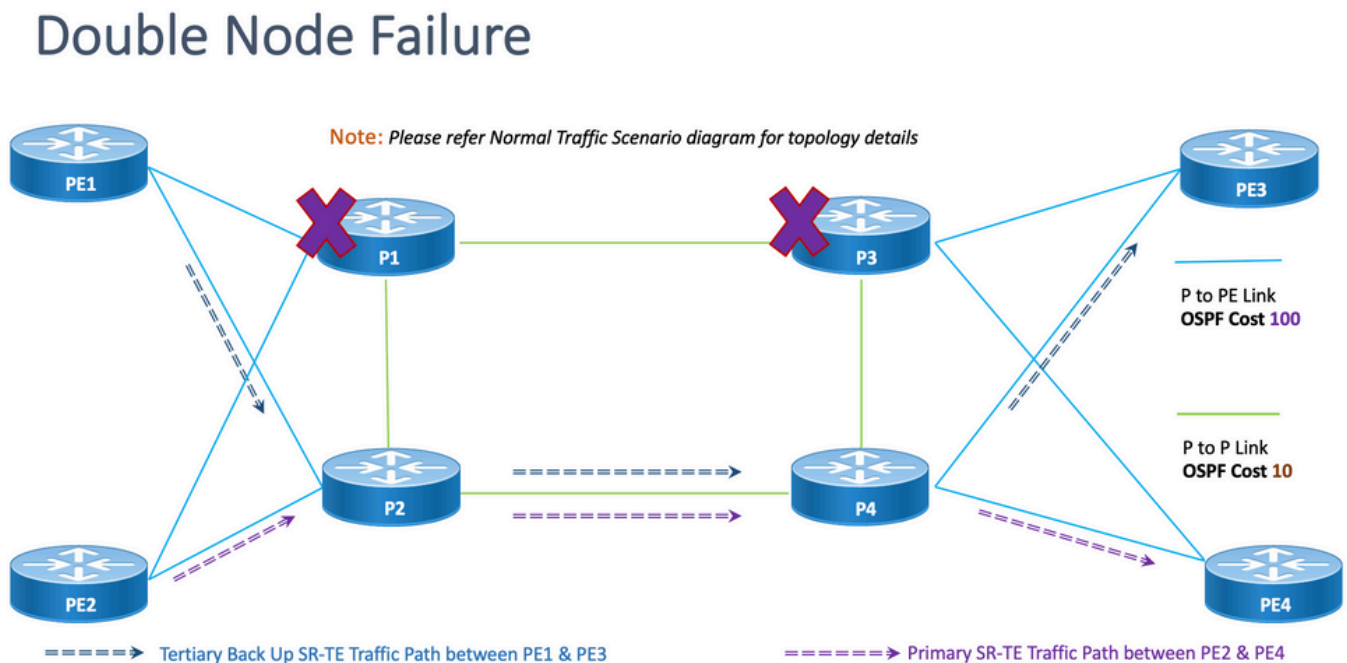 Double Node Failure
Note: Please refer Normal Traffic Scenario diagram for topology details
PE1
PE3
P1
P3
P to PE Link
OSPF Cost 100
P to P Link
OSPF Cost 10
P2
P4
PE2
PE4
Tertiary Back Up SR-TE Traffic Path between PE1 & PE3
Primary SR-TE Traffic Path between PE2 & PE4